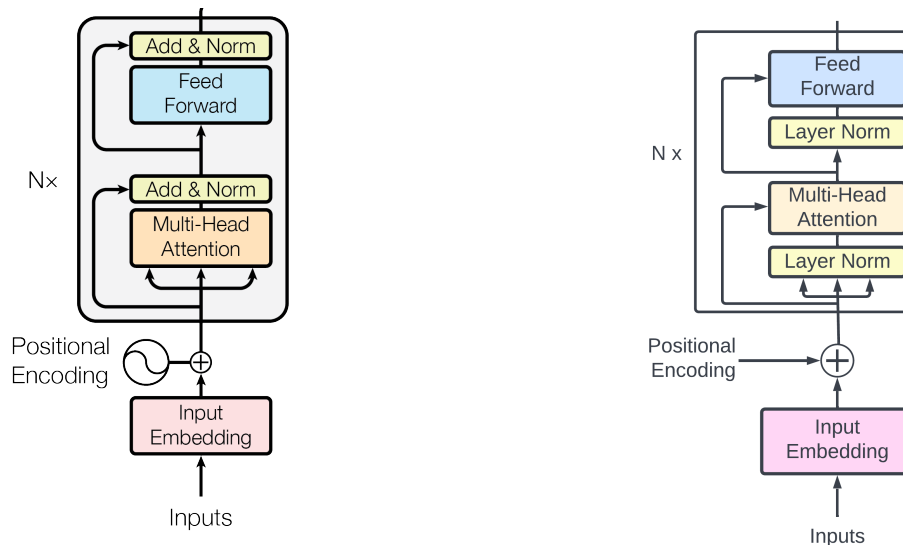 Add & Norm
Feed
Forward
Add & Norm
Multi-Head
Attention
N×
Positional
Encoding
Input
Embedding
Inputs
Feed
Forward
Layer Norm
N x
Multi-Head
Attention
Layer Norm
Positional
Encoding
Input
Embedding
Inputs